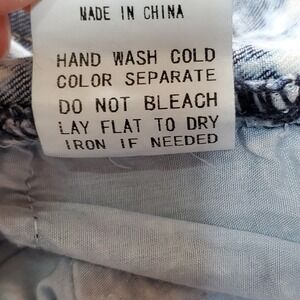 MADE IN CHINA
HAND WASH COLD
COLOR SEPARATE
DO NOT BLEACH
LAY FLAT TO DRY
IRON IF NEEDED